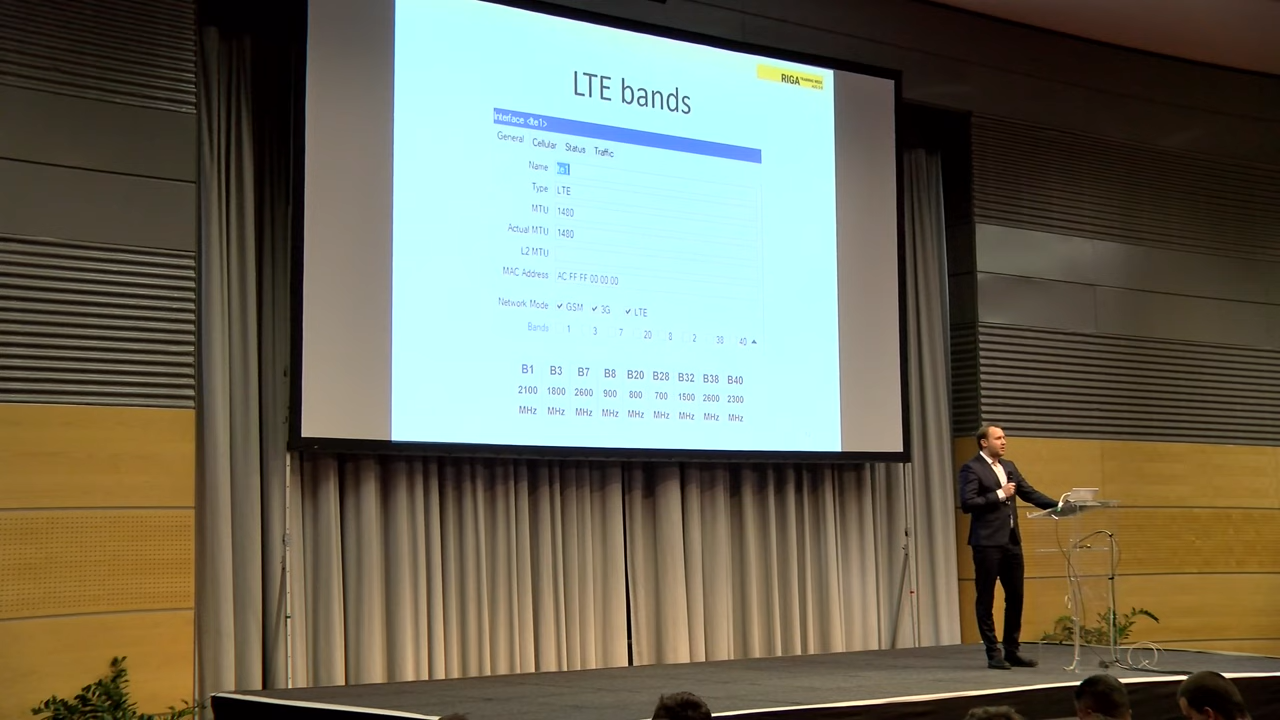 LTE bands
RIGA TRAINING WEEK
Interface <lte1>
General Cellular Status Traffic
Name lte1
Type LTE
MTU 1480
Actual MTU 1480
L2 MTU
MAC Address AC FF FF 00 00 00
Network Mode GSM 3G LTE
Bands 1 3 7 20 8 2 38 40
B1 B3 B7 B8 B20 B28 B32 B38 B40
2100 1800 2600 900 800 700 1500 2600 2300
MHz MHz MHz MHz MHz MHz MHz MHz MHz